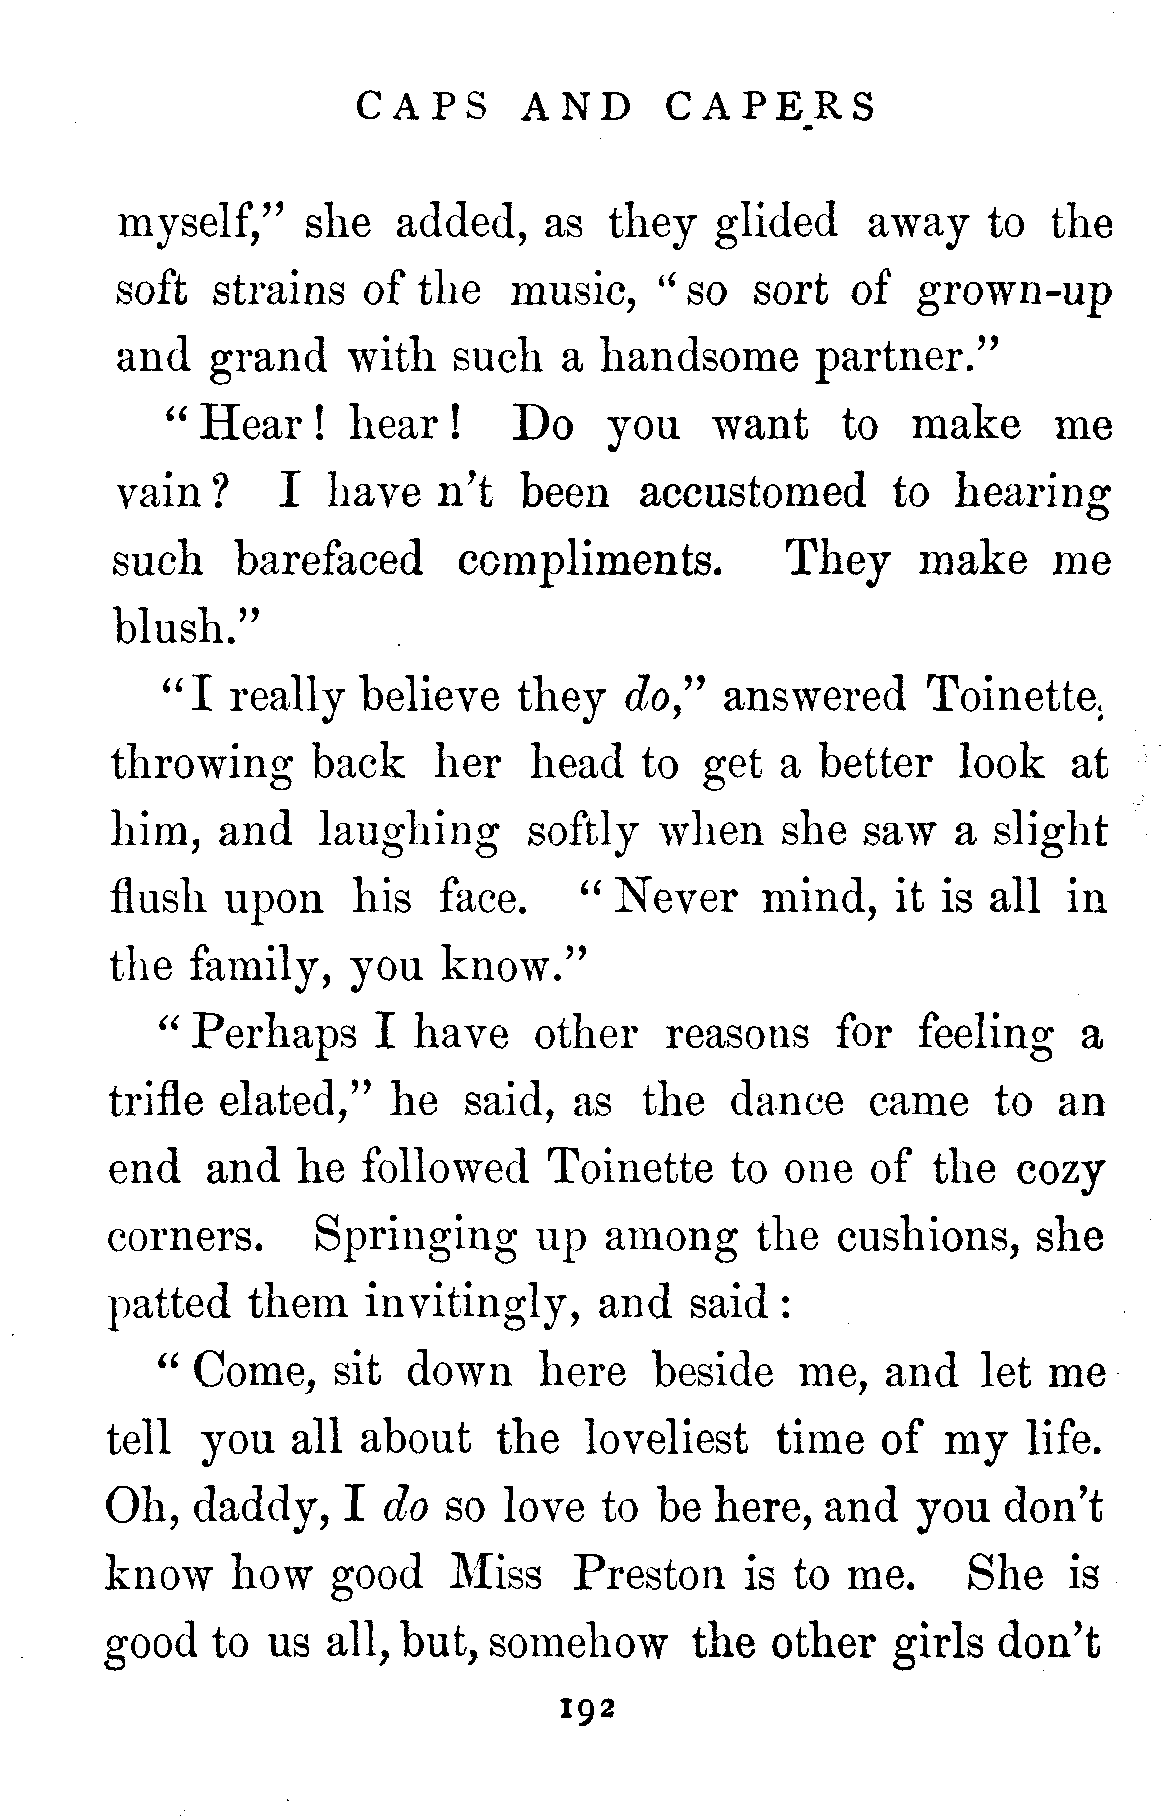 CAPS AND CAPERS
myself,” she added, as they glided away to the
soft strains of the music, “so sort of grown-up
and grand with such a handsome partner.”
“Hear! hear! Do you want to make me
vain? I have n’t been accustomed to hearing
such barefaced compliments. They make me
blush.”
“I really believe they do,” answered Toinette,
throwing back her head to get a better look at
him, and laughing softly when she saw a slight
flush upon his face. “Never mind, it is all in
the family, you know.”
“Perhaps I have other reasons for feeling a
trifle elated,” he said, as the dance came to an
end and he followed Toinette to one of the cozy
corners. Springing up among the cushions, she
patted them invitingly, and said:
“Come, sit down here beside me, and let me
tell you all about the loveliest time of my life.
Oh, daddy, I do so love to be here, and you don’t
know how good Miss Preston is to me. She is
good to us all, but, somehow the other girls don’t
192